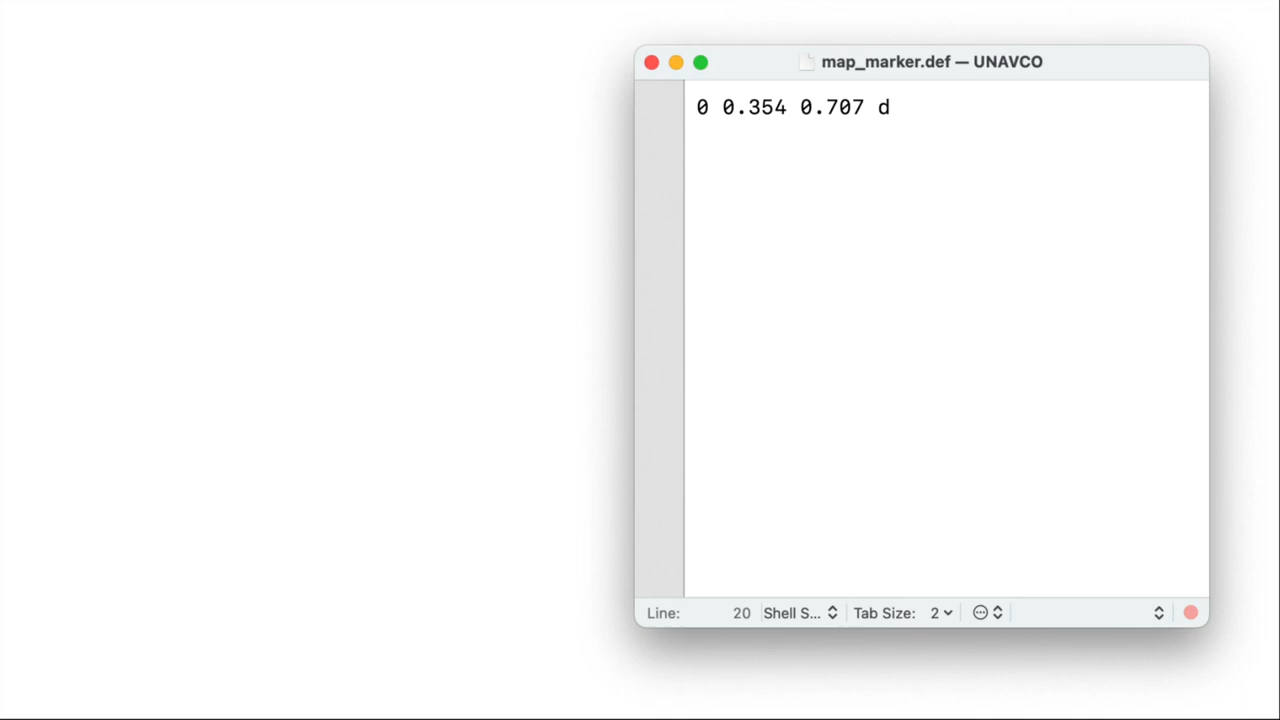 map_marker.def — UNAVCO
0 0.354 0.707 d
Line: 20 Shell S... Tab Size: 2